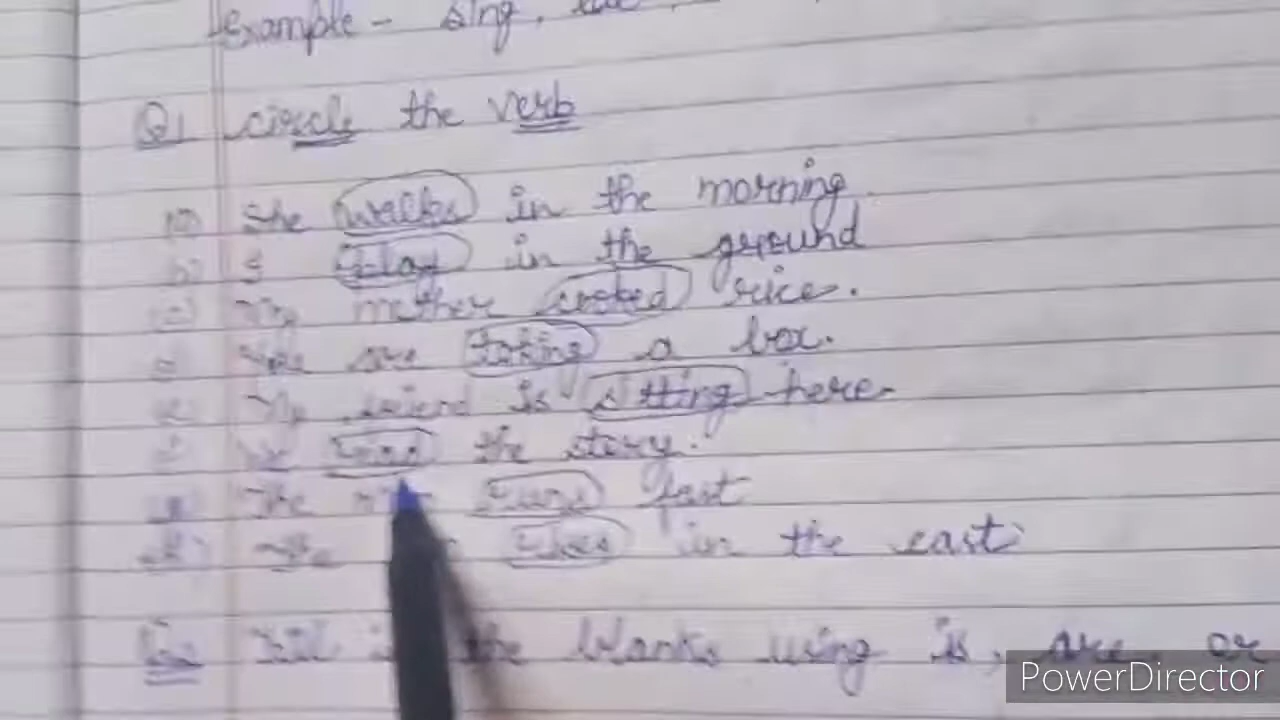 Example - sing,
Q1 circle the verb
a) She walks in the morning.
b) I play in the ground
c) My mother cooked rice.
d) You are taking a box.
e) My friend is sitting here
f) We read the story.
g) The runs fast
h) The rises in the east
Fill in the blanks using is, are, or
PowerDirector